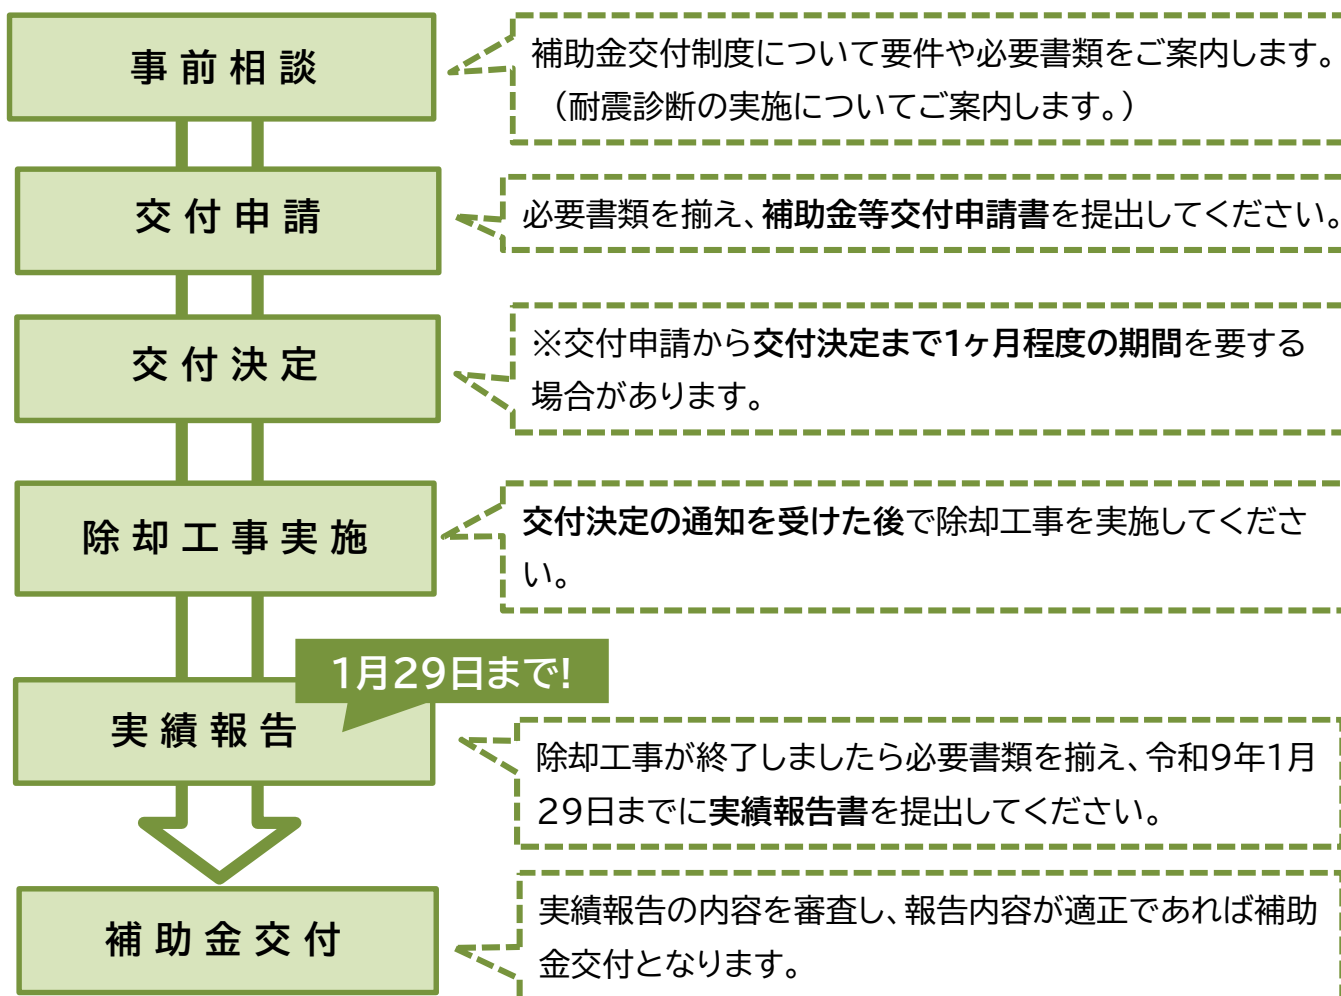 事前相談
補助金交付制度について要件や必要書類をご案内します。
（耐震診断の実施についてご案内します。）
交付申請
必要書類を揃え、補助金等交付申請書を提出してください。
交付決定
※交付申請から交付決定まで1ヶ月程度の期間を要する
場合があります。
除却工事実施
交付決定の通知を受けた後で除却工事を実施してくださ
い。
1月29日まで!
実績報告
除却工事が終了しましたら必要書類を揃え、令和9年1月
29日までに実績報告書を提出してください。
補助金交付
実績報告の内容を審査し、報告内容が適正であれば補助
金交付となります。